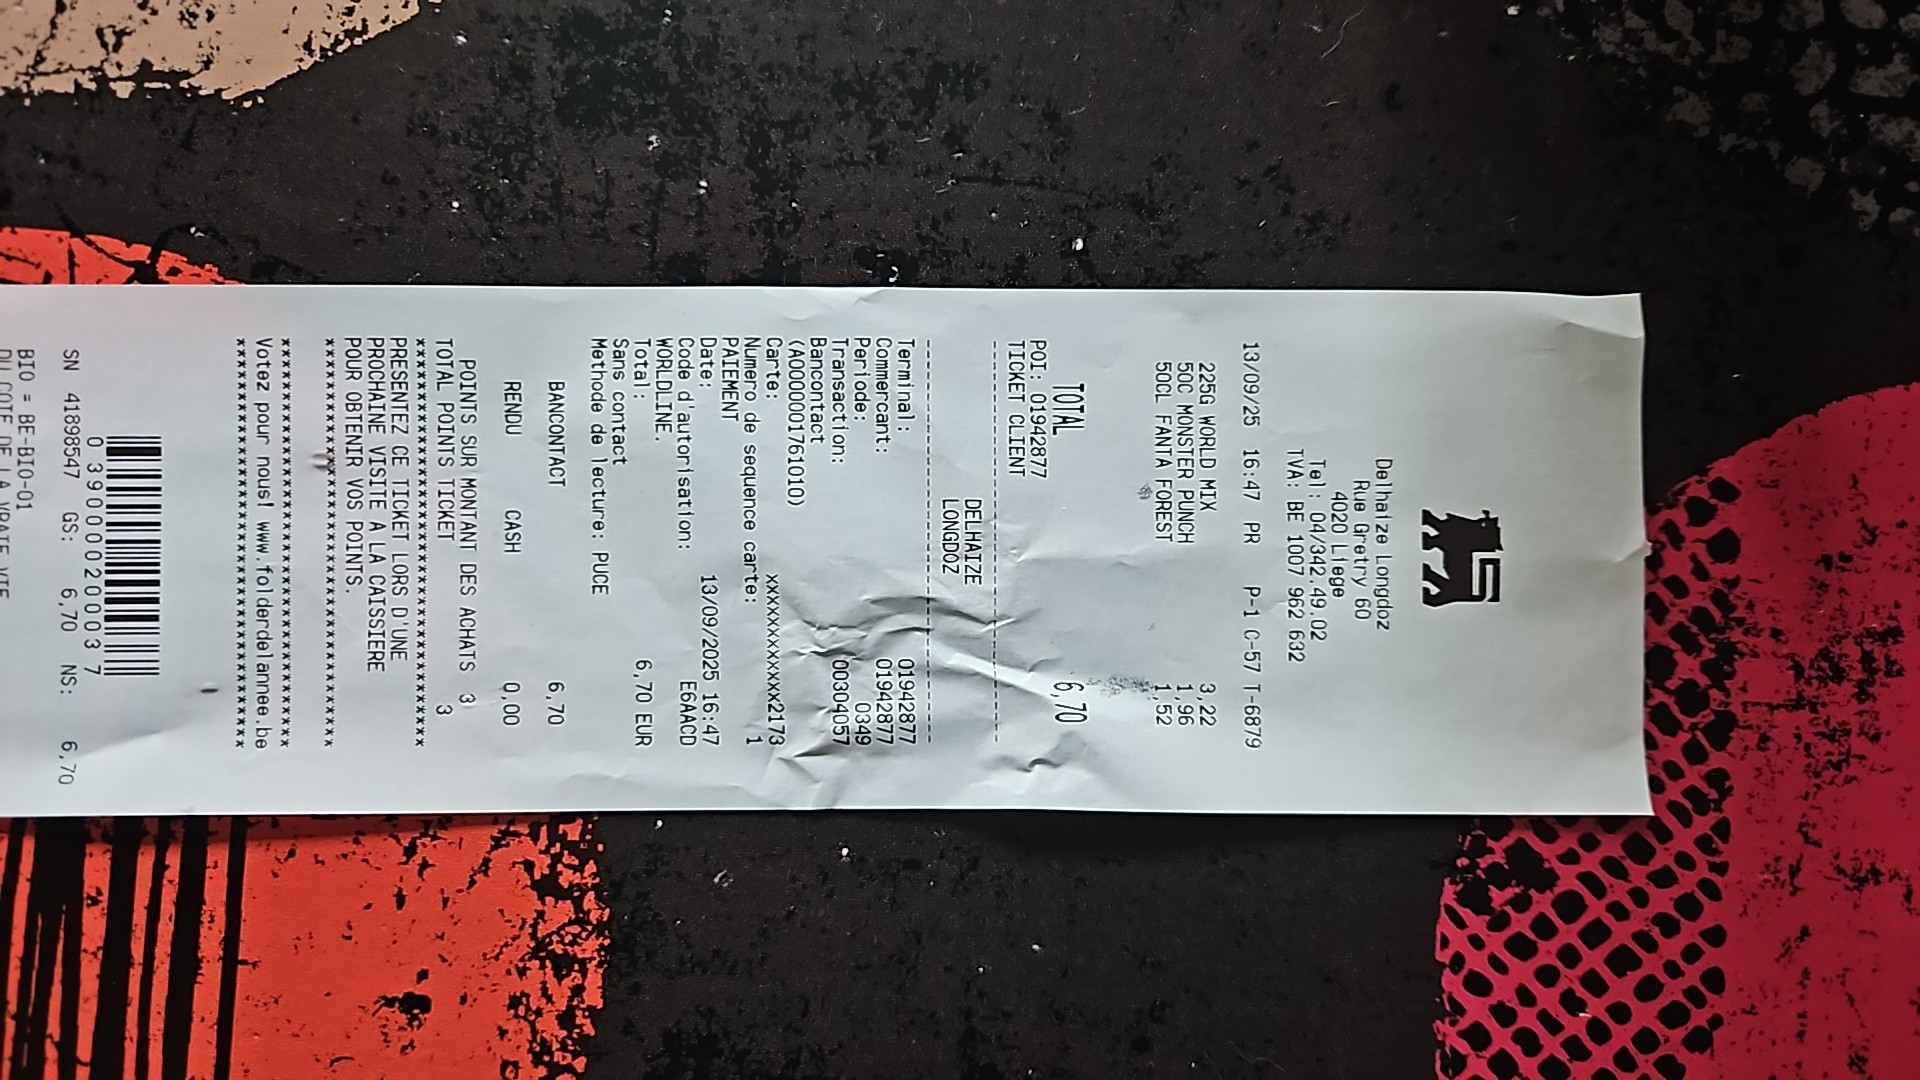 Delhaize Longdoz
Rue Gretry 60
4020 Liege
Tel: 04/342.49.02
TVA: BE 1007 962 632
13/09/25 16:47 PR P-1 C-57 T-6879
225G WORLD MIX 3,22
50C MONSTER PUNCH 1,96
50CL FANTA FOREST 1,52
TOTAL 6,70
POI: 01942877
TICKET CLIENT
DELHAIZE
LONGDOZ
Terminal: 01942877
Commercant: 01942877
Periode: 0349
Transaction: 00304057
Bancontact
(A0000001761010)
Carte: xxxxxxxxxxxxx2173
Numero de sequence carte: 1
PAIEMENT
Date: 13/09/2025 16:47
Code d'autorisation: E6AACD
WORLDLINE.
Total: 6,70 EUR
Sans contact
Methode de lecture: PUCE
BANCONTACT 6,70
RENDU CASH 0,00
POINTS SUR MONTANT DES ACHATS 3
TOTAL POINTS TICKET 3
****************************************
PRESENTEZ CE TICKET LORS D'UNE
PROCHAINE VISITE A LA CAISSIERE
POUR OBTENIR VOS POINTS.
****************************************
****************************************
Votez pour nous! www.folderdelannee.be
****************************************
0 390000 200037
SN 41898547 GS: 6,70 NS: 6,70
BIO = BE-BIO-01
DU COTE DE LA VRAIE VIE